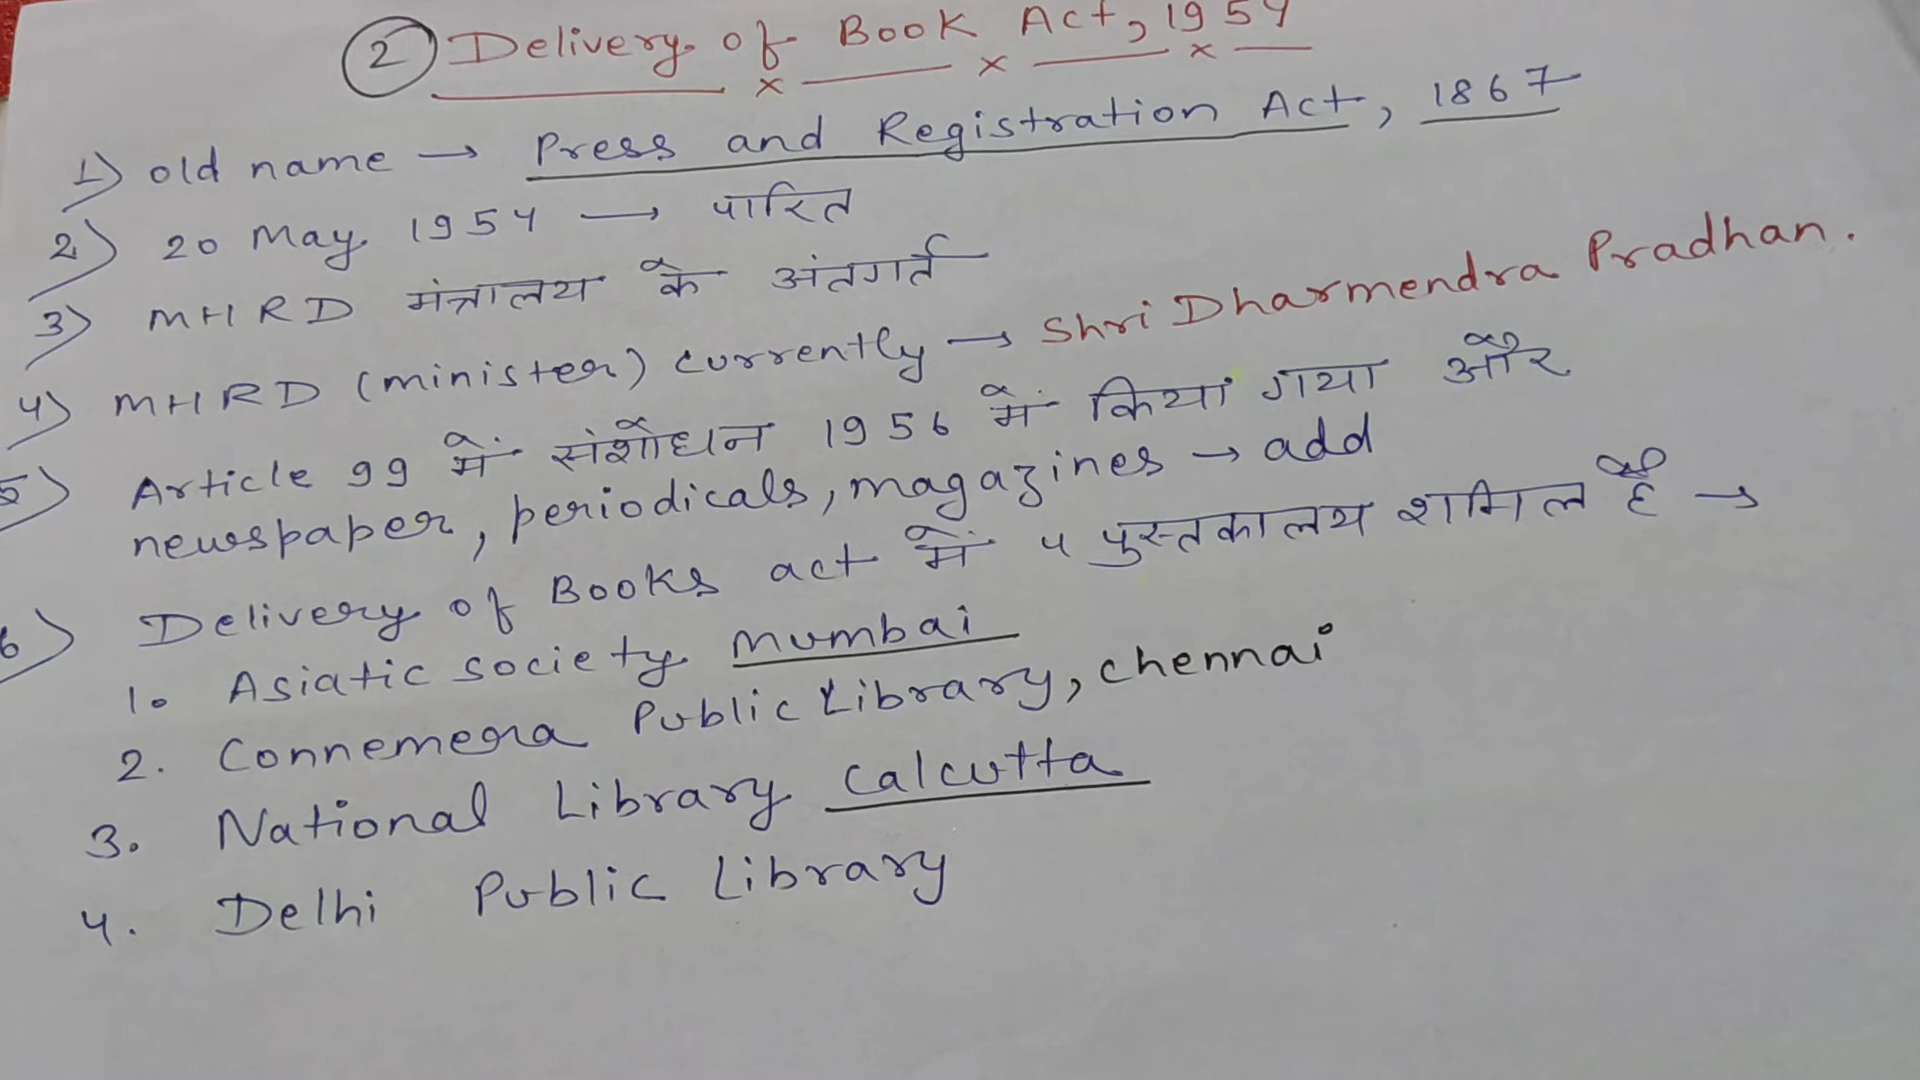 2 Delivery of Book Act, 1954
1) old name → Press and Registration Act, 1867
2) 20 May 1954 → पारित
3) MHRD मंत्रालय के अंतगर्त
4) MHRD (minister) currently → Shri Dharmendra Pradhan.
5) Article 99 में संशोधन 1956 में किया गया और
newspaper, periodicals, magazines → add
6) Delivery of Books act में 4 पुस्तकालय शामिल है →
1. Asiatic society Mumbai
2. Connemera Public Library, chennai
3. National Library Calcutta
4. Delhi Public Library